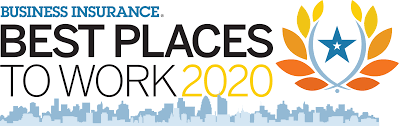 BUSINESS INSURANCE®
BEST PLACES
TO WORK 2020